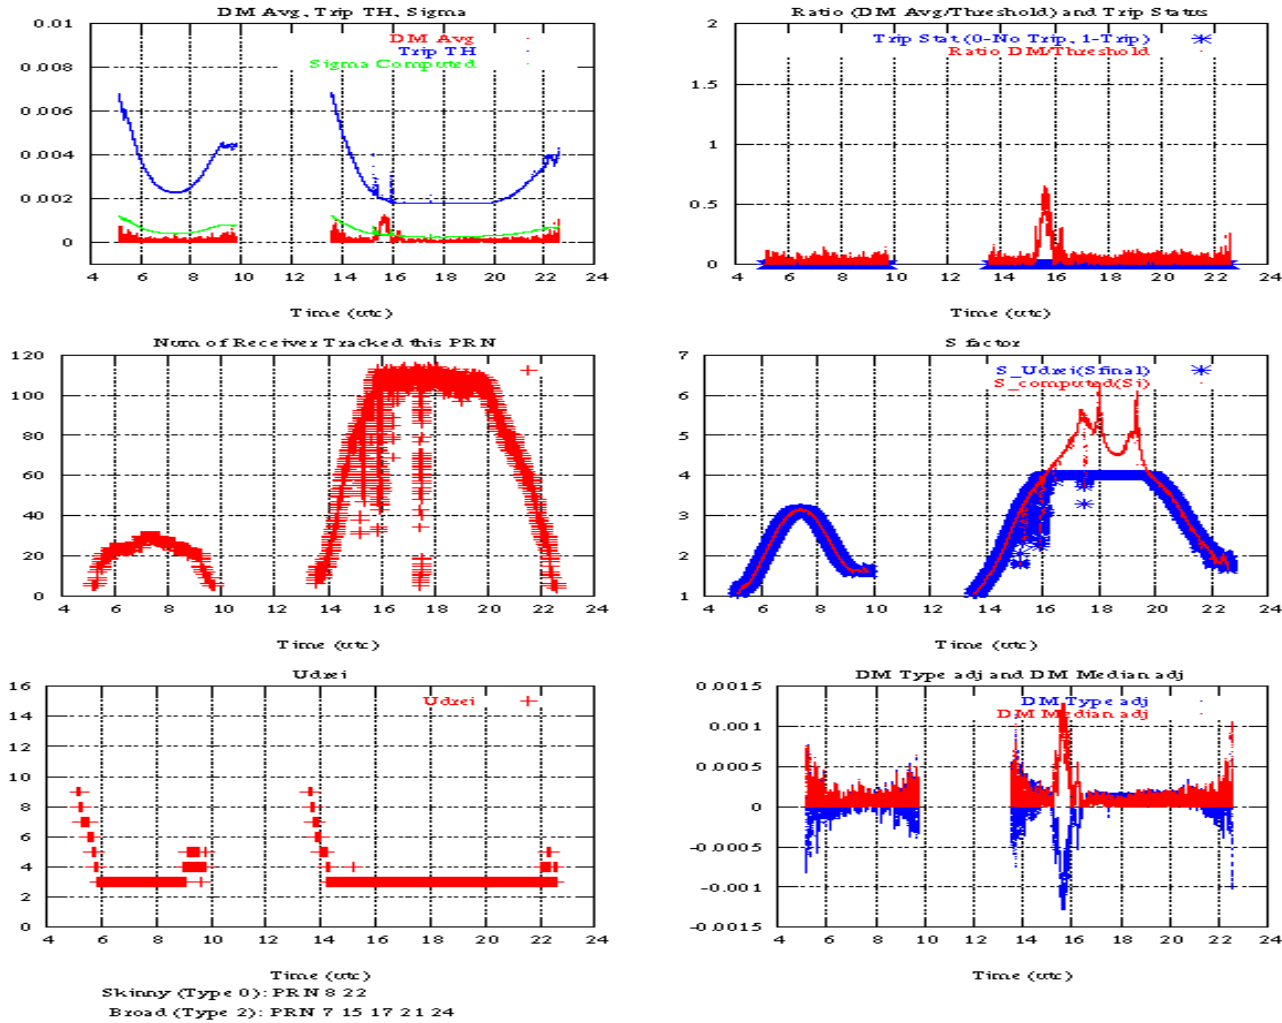 DM Avg, Trip TH, Sigma
0.01
0.008
0.006
0.004
0.002
0
DM Avg
Trip TH
Sigma Computed
4 6 8 10 12 14 16 18 20 22 24
Time (utc)
Ratio (DM Avg/Threshold) and Trip Status
2
1.5
1
0.5
0
Trip Stat (0-No Trip, 1-Trip)
Ratio DM/Threshold
4 6 8 10 12 14 16 18 20 22 24
Time (utc)
Num of Receiver Tracked this PRN
120
100
80
60
40
20
0
4 6 8 10 12 14 16 18 20 22 24
Time (utc)
S factor
7
6
5
4
3
2
1
S_Udrei(Sfinal)
S_computed(Si)
4 6 8 10 12 14 16 18 20 22 24
Time (utc)
Udrei
16
14
12
10
8
6
4
2
0
Udrei
4 6 8 10 12 14 16 18 20 22 24
Time (utc)
DM Type adj and DM Median adj
0.0015
0.001
0.0005
0
-0.0005
-0.001
-0.0015
DM Type adj
DM Median adj
4 6 8 10 12 14 16 18 20 22 24
Time (utc)
Skinny (Type 0): PRN 8 22
Broad (Type 2): PRN 7 15 17 21 24